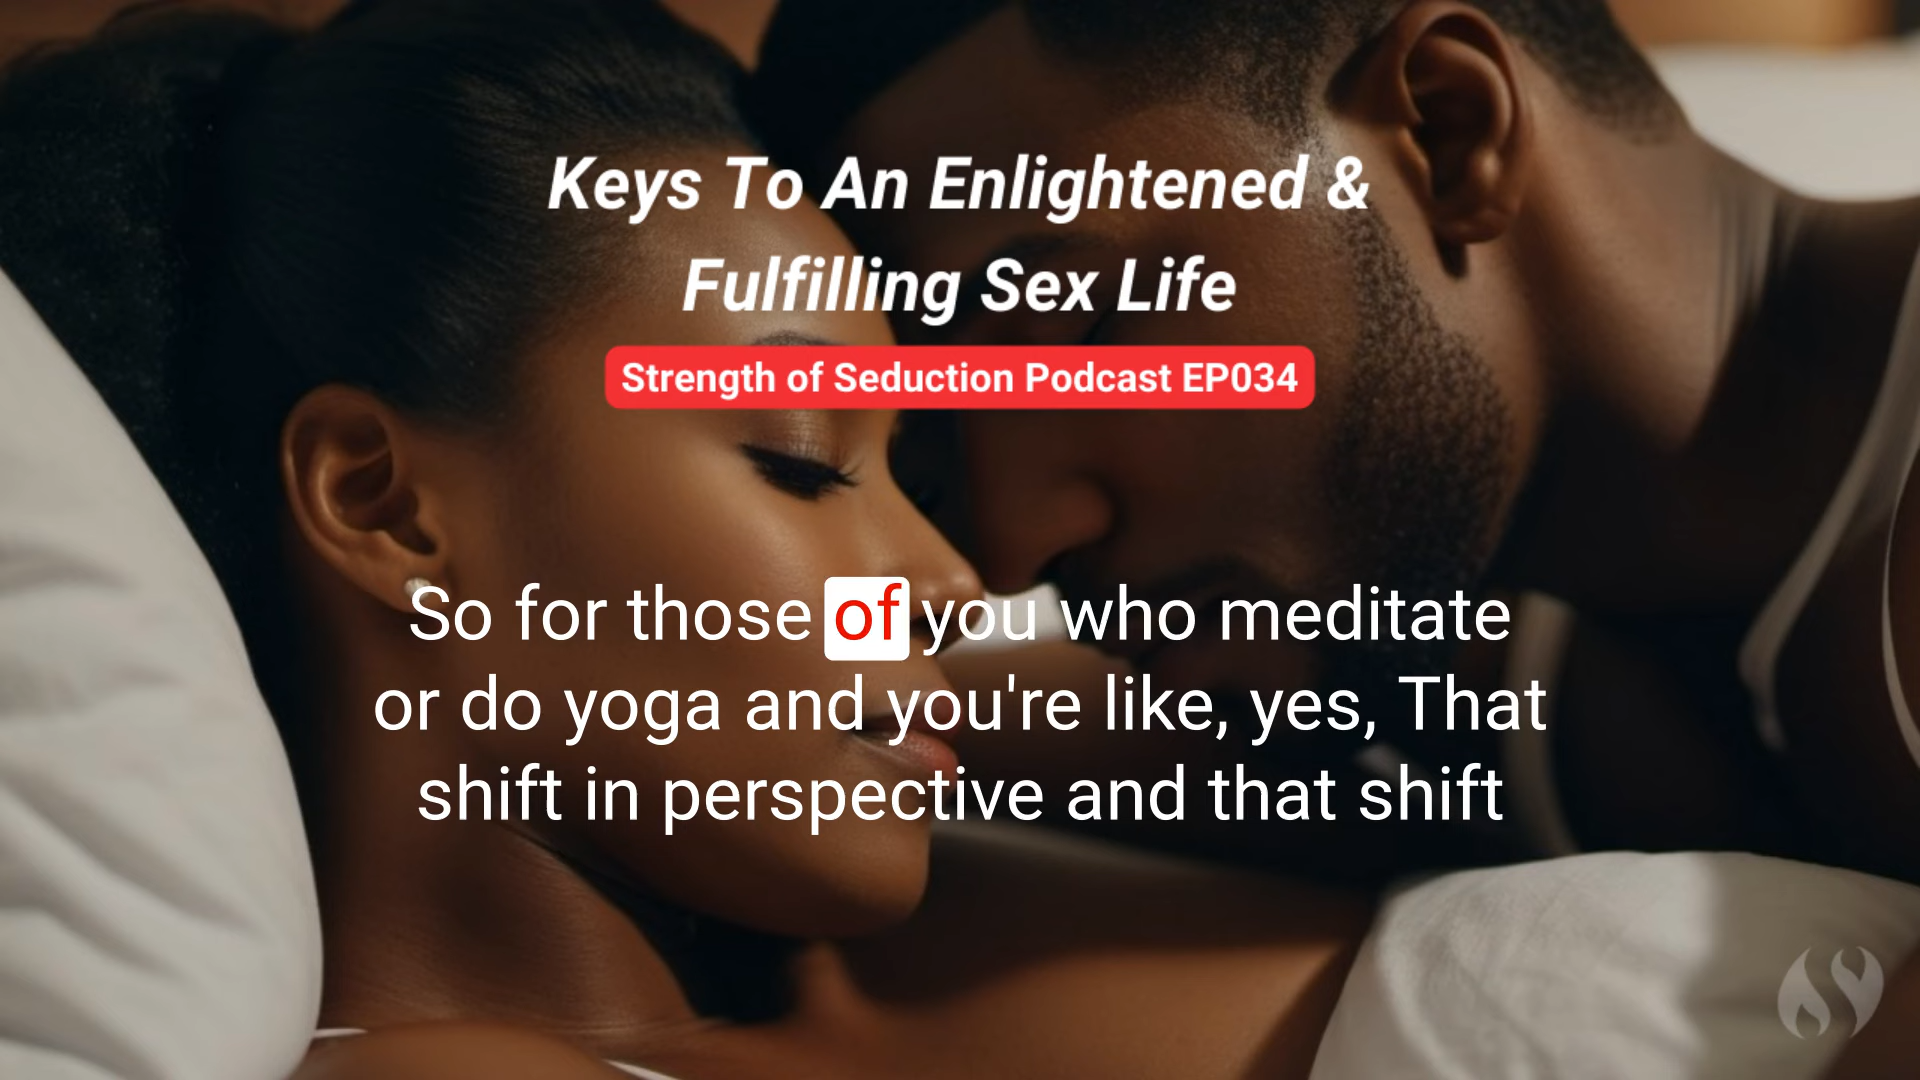 Keys To An Enlightened &
Fulfilling Sex Life
Strength of Seduction Podcast EP034
So for those of you who meditate
or do yoga and you're like, yes, That
shift in perspective and that shift